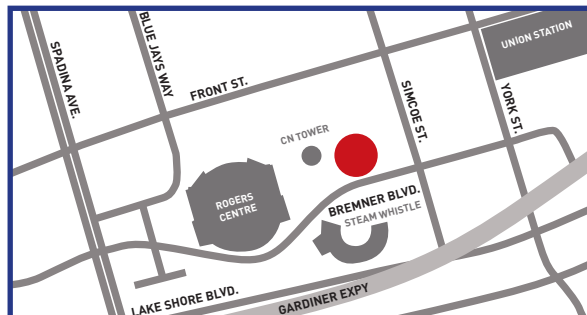 SPADINA AVE.
BLUE JAYS WAY
FRONT ST.
UNION STATION
CN TOWER
SIMCOE ST.
YORK ST.
ROGERS
CENTRE
BREMNER BLVD.
STEAM WHISTLE
LAKE SHORE BLVD.
GARDINER EXPY